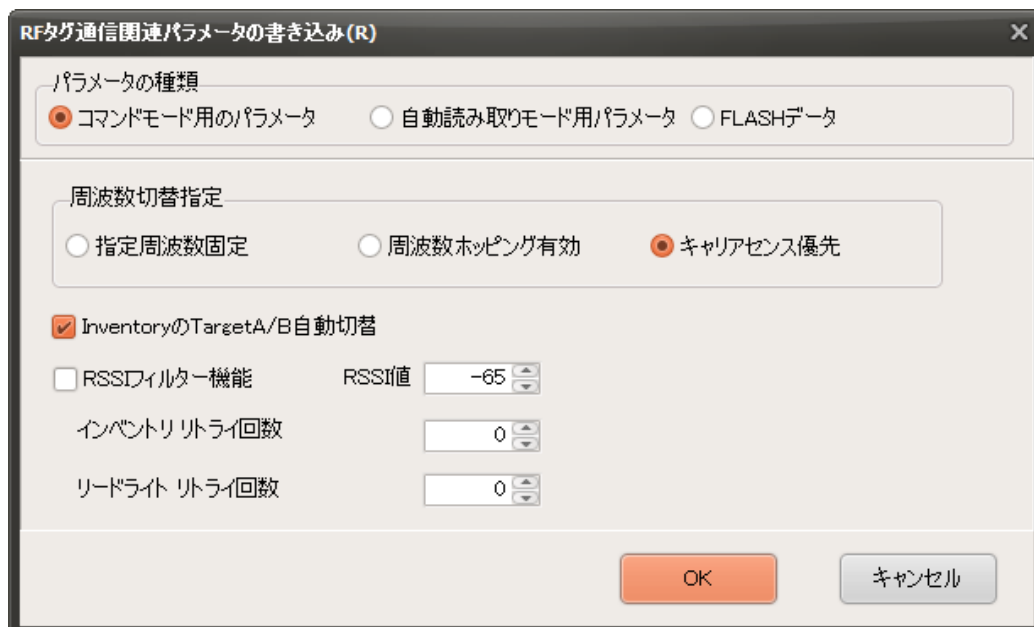 RFタグ通信関連パラメータの書き込み(R)
パラメータの種類
コマンドモード用のパラメータ 自動読み取りモード用パラメータ FLASHデータ
周波数切替指定
指定周波数固定 周波数ホッピング有効 キャリアセンス優先
InventoryのTargetA/B自動切替
RSSIフィルター機能 RSSI値 -65
インベントリ リトライ回数 0
リードライト リトライ回数 0
OK キャンセル